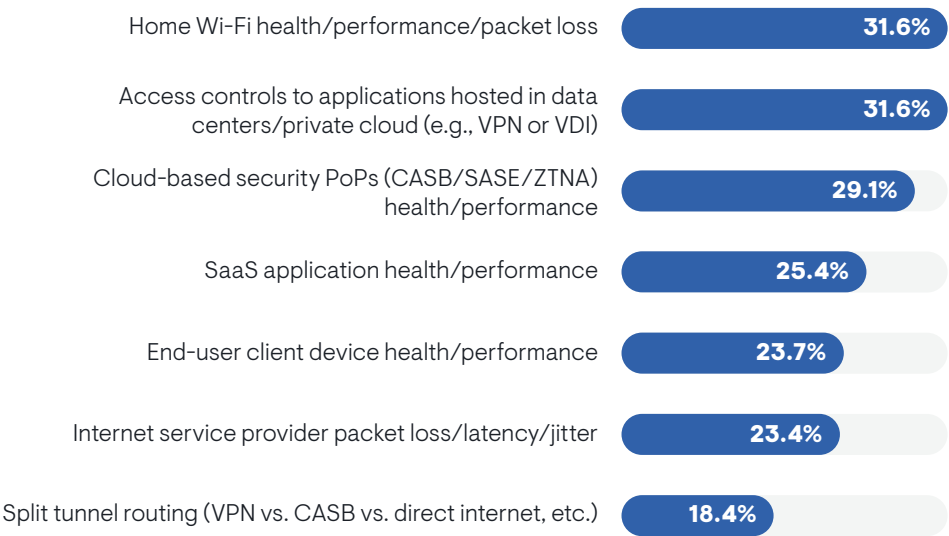 Home Wi-Fi health/performance/packet loss
31.6%
Access controls to applications hosted in data
centers/private cloud (e.g., VPN or VDI)
31.6%
Cloud-based security PoPs (CASB/SASE/ZTNA)
health/performance
29.1%
SaaS application health/performance
25.4%
End-user client device health/performance
23.7%
Internet service provider packet loss/latency/jitter
23.4%
Split tunnel routing (VPN vs. CASB vs. direct internet, etc.)
18.4%